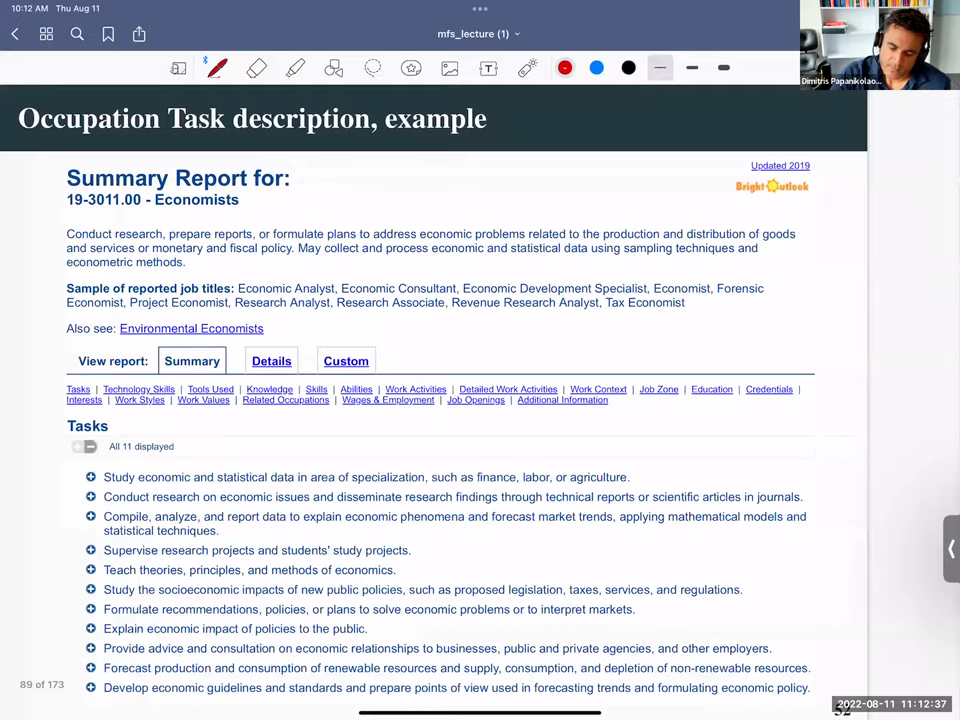 10:12 AM Thu Aug 11
mfs_lecture (1)
Dimitris Papanikolao...
Occupation Task description, example
Updated 2019
Summary Report for:
Bright Outlook
19-3011.00 - Economists
Conduct research, prepare reports, or formulate plans to address economic problems related to the production and distribution of goods
and services or monetary and fiscal policy. May collect and process economic and statistical data using sampling techniques and
econometric methods.
Sample of reported job titles: Economic Analyst, Economic Consultant, Economic Development Specialist, Economist, Forensic
Economist, Project Economist, Research Analyst, Research Associate, Revenue Research Analyst, Tax Economist
Also see: Environmental Economists
View report: Summary Details Custom
Tasks | Technology Skills | Tools Used | Knowledge | Skills | Abilities | Work Activities | Detailed Work Activities | Work Context | Job Zone | Education | Credentials |
Interests | Work Styles | Work Values | Related Occupations | Wages & Employment | Job Openings | Additional Information
Tasks
All 11 displayed
Study economic and statistical data in area of specialization, such as finance, labor, or agriculture.
Conduct research on economic issues and disseminate research findings through technical reports or scientific articles in journals.
Compile, analyze, and report data to explain economic phenomena and forecast market trends, applying mathematical models and
statistical techniques.
Supervise research projects and students' study projects.
Teach theories, principles, and methods of economics.
Study the socioeconomic impacts of new public policies, such as proposed legislation, taxes, services, and regulations.
Formulate recommendations, policies, or plans to solve economic problems or to interpret markets.
Explain economic impact of policies to the public.
Provide advice and consultation on economic relationships to businesses, public and private agencies, and other employers.
Forecast production and consumption of renewable resources and supply, consumption, and depletion of non-renewable resources.
Develop economic guidelines and standards and prepare points of view used in forecasting trends and formulating economic policy.
89 of 173
2022-08-11 11:12:37